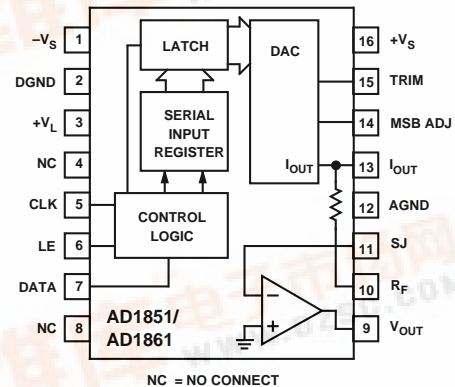 –VS 1
DGND 2
+VL 3
NC 4
CLK 5
LE 6
DATA 7
NC 8
LATCH
SERIAL
INPUT
REGISTER
CONTROL
LOGIC
DAC
IOUT
16 +VS
15 TRIM
14 MSB ADJ
13 IOUT
12 AGND
11 SJ
10 RF
9 VOUT
–
+
AD1851/
AD1861
NC = NO CONNECT